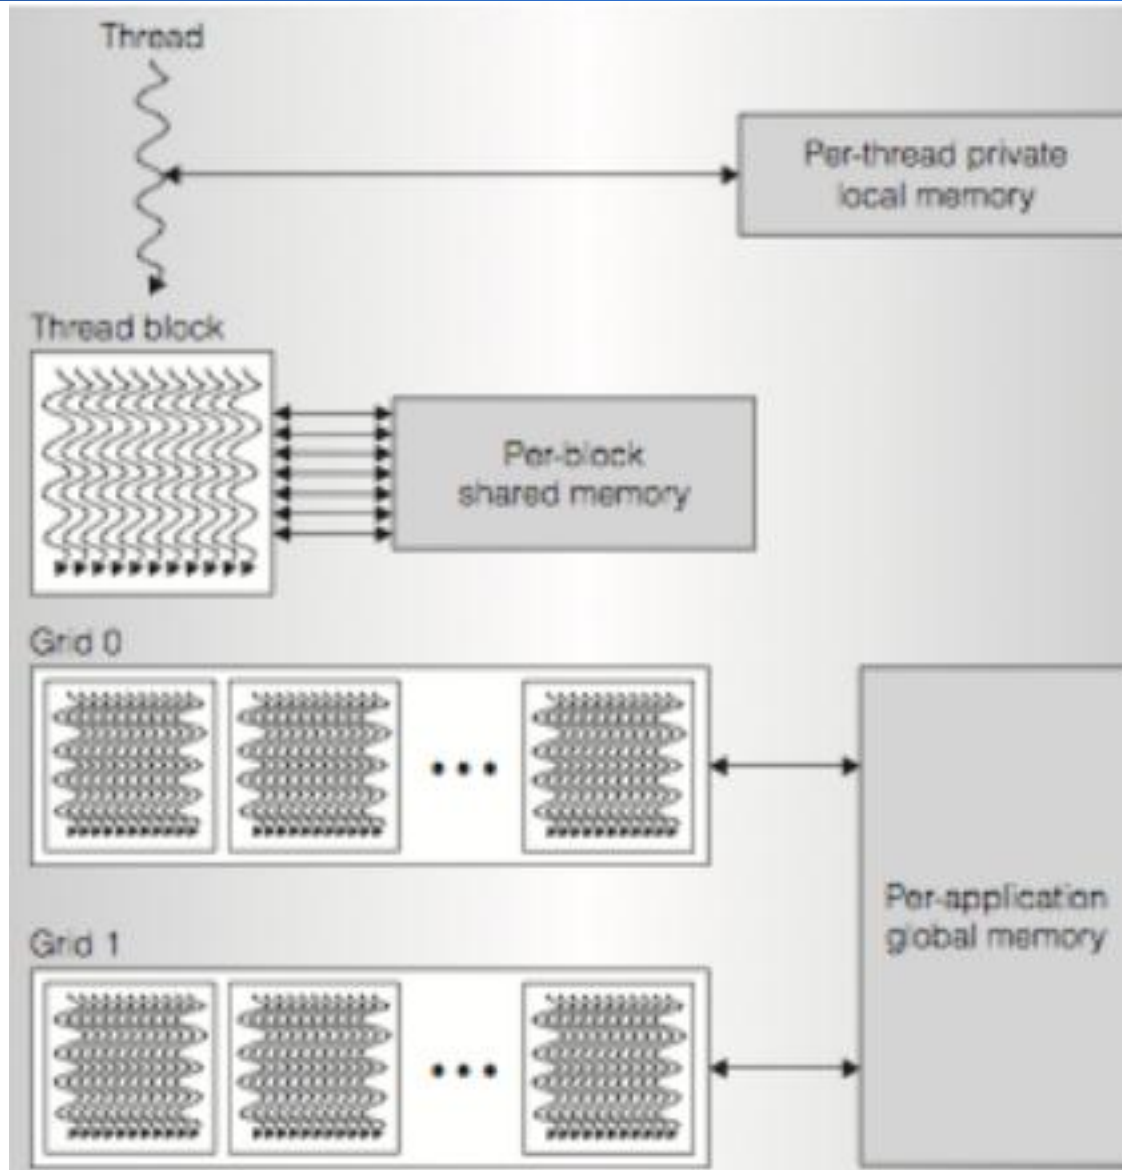 Thread
Per-thread private
local memory
Thread block
Per-block
shared memory
Grid 0
Per-application
global memory
Grid 1